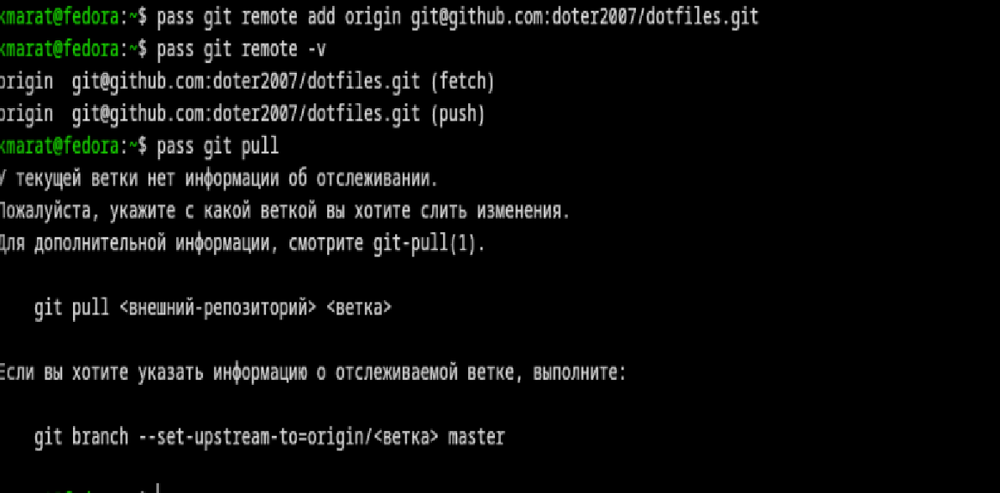 kmarat@fedora:~$ pass git remote add origin git@github.com:doter2007/dotfiles.git
kmarat@fedora:~$ pass git remote -v
origin  git@github.com:doter2007/dotfiles.git (fetch)
origin  git@github.com:doter2007/dotfiles.git (push)
kmarat@fedora:~$ pass git pull
У текущей ветки нет информации об отслеживании.
Пожалуйста, укажите с какой веткой вы хотите слить изменения.
Для дополнительной информации, смотрите git-pull(1).
git pull <внешний-репозиторий> <ветка>
Если вы хотите указать информацию о отслеживаемой ветке, выполните:
git branch --set-upstream-to=origin/<ветка> master